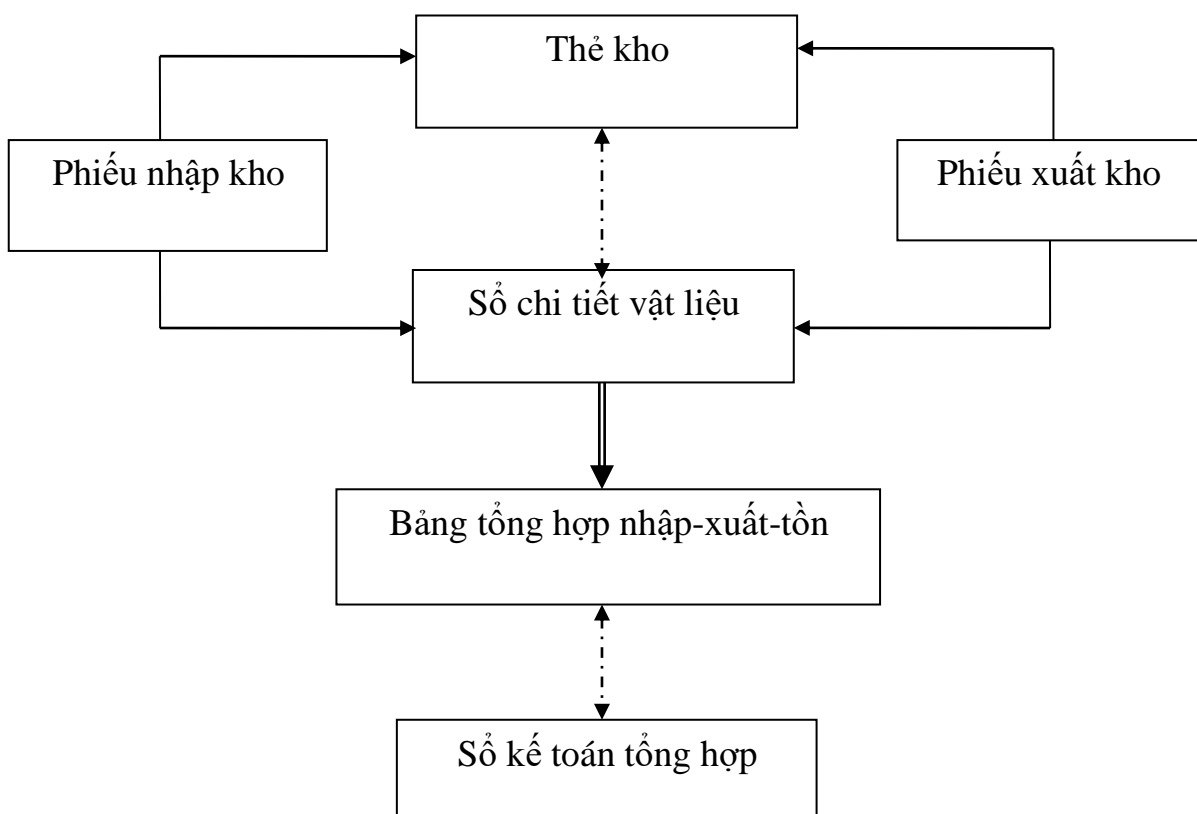 Thẻ kho
Phiếu nhập kho
Phiếu xuất kho
Sổ chi tiết vật liệu
Bảng tổng hợp nhập-xuất-tồn
Sổ kế toán tổng hợp